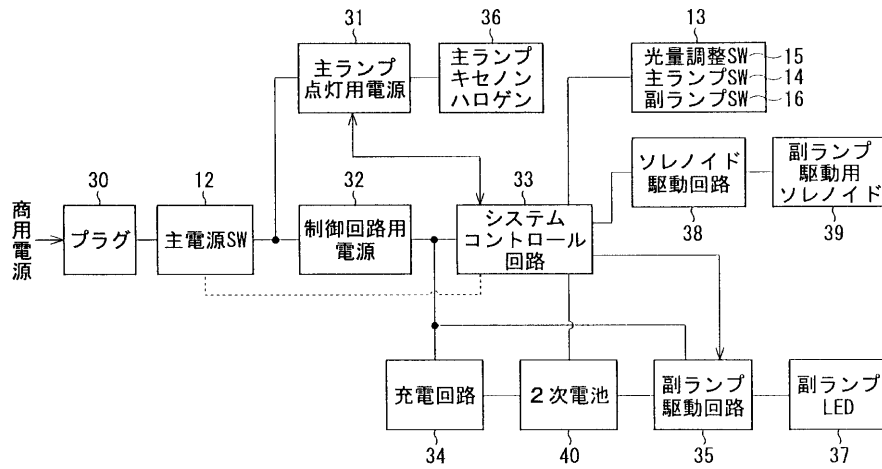 31
36
13
主ランプ
点灯用電源
主ランプ
キセノン
ハロゲン
光量調整SW 15
主ランプSW 14
副ランプSW 16
商用電源
30
プラグ
12
主電源SW
32
制御回路用
電源
33
システム
コントロール
回路
ソレノイド
駆動回路
38
副ランプ
駆動用
ソレノイド
39
充電回路
34
2次電池
40
副ランプ
駆動回路
35
副ランプ
LED
37